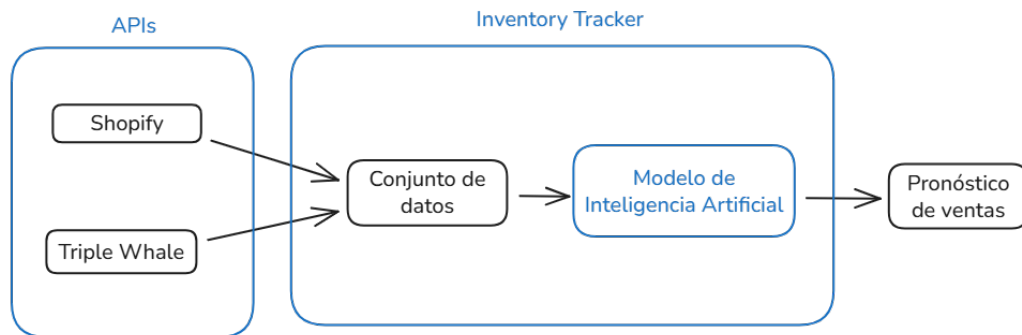 APIs
Inventory Tracker
Shopify
Triple Whale
Conjunto de
datos
Modelo de
Inteligencia Artificial
Pronóstico
de ventas